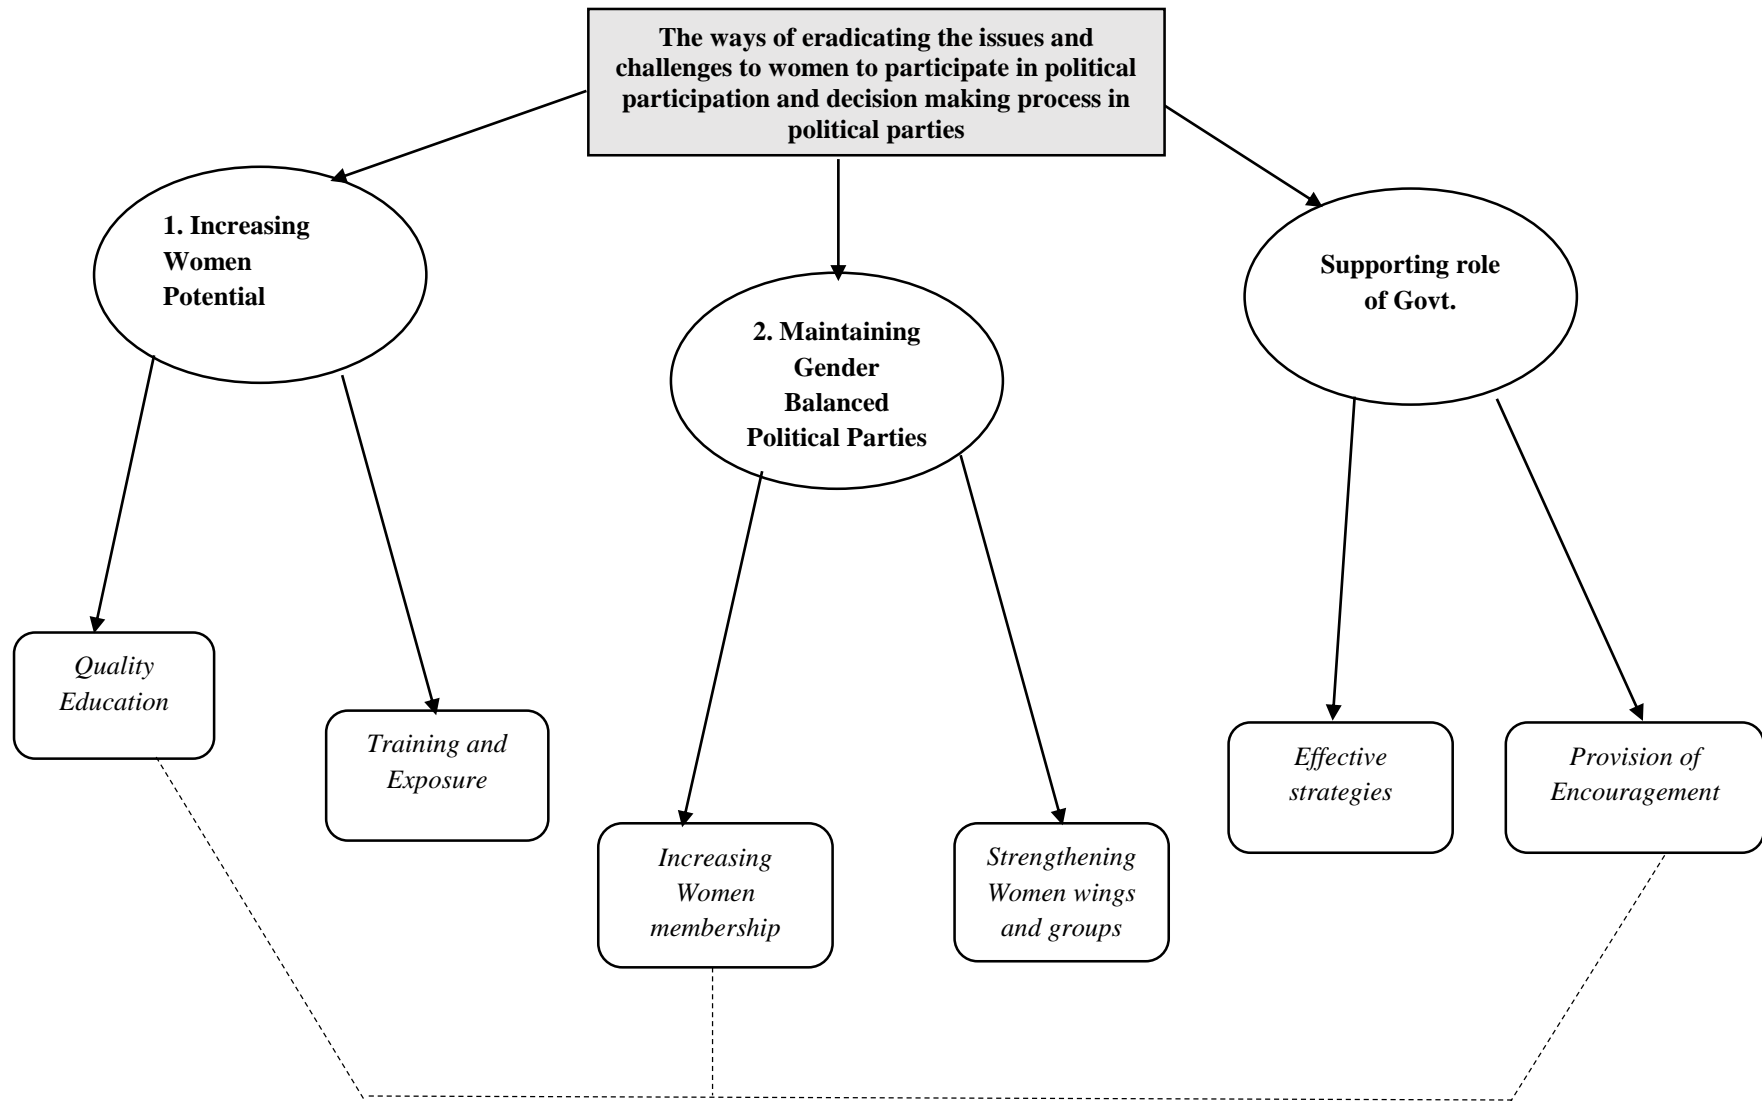 The ways of eradicating the issues and
challenges to women to participate in political
participation and decision making process in
political parties
1. Increasing
Women
Potential
2. Maintaining
Gender
Balanced
Political Parties
Supporting role
of Govt.
Quality
Education
Training and
Exposure
Increasing
Women
membership
Strengthening
Women wings
and groups
Effective
strategies
Provision of
Encouragement